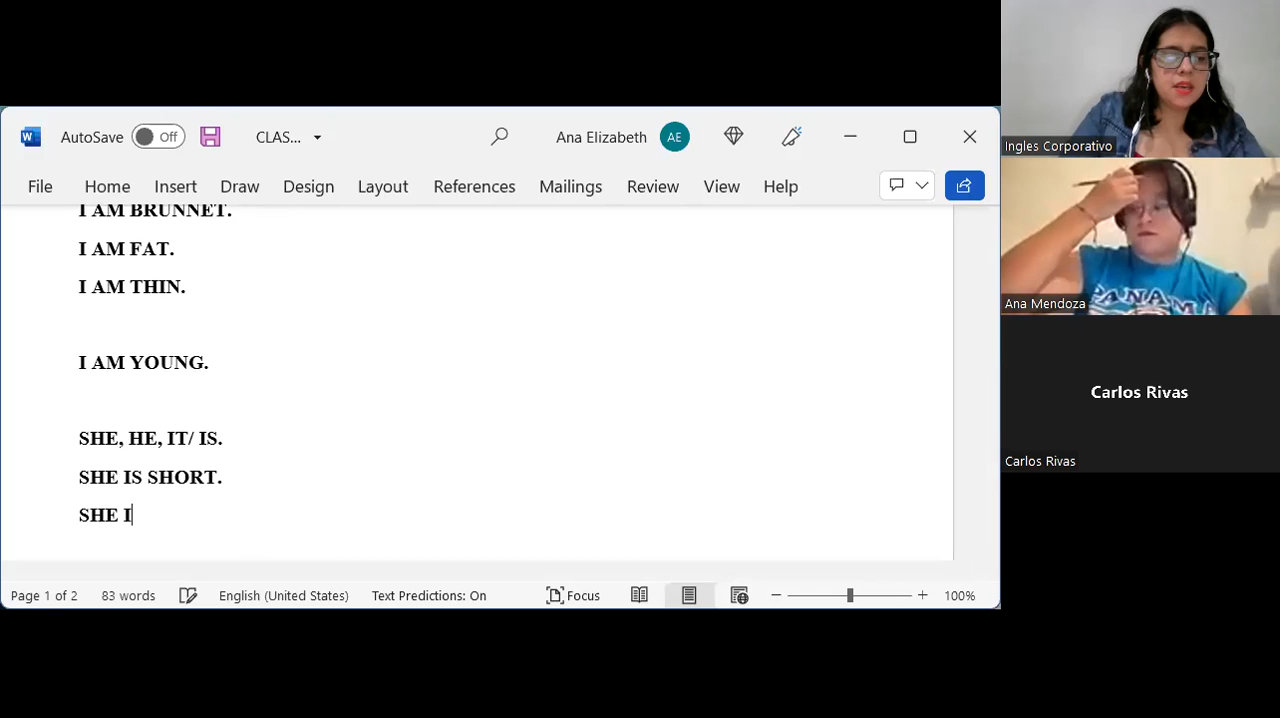 AutoSave Off CLAS... Ana Elizabeth AE
File Home Insert Draw Design Layout References Mailings Review View Help
I AM BRUNNET.
I AM FAT.
I AM THIN.
I AM YOUNG.
SHE, HE, IT/ IS.
SHE IS SHORT.
SHE I
Page 1 of 2 83 words English (United States) Text Predictions: On Focus 100%
Ingles Corporativo
PANAMA
Ana Mendoza
Carlos Rivas
Carlos Rivas